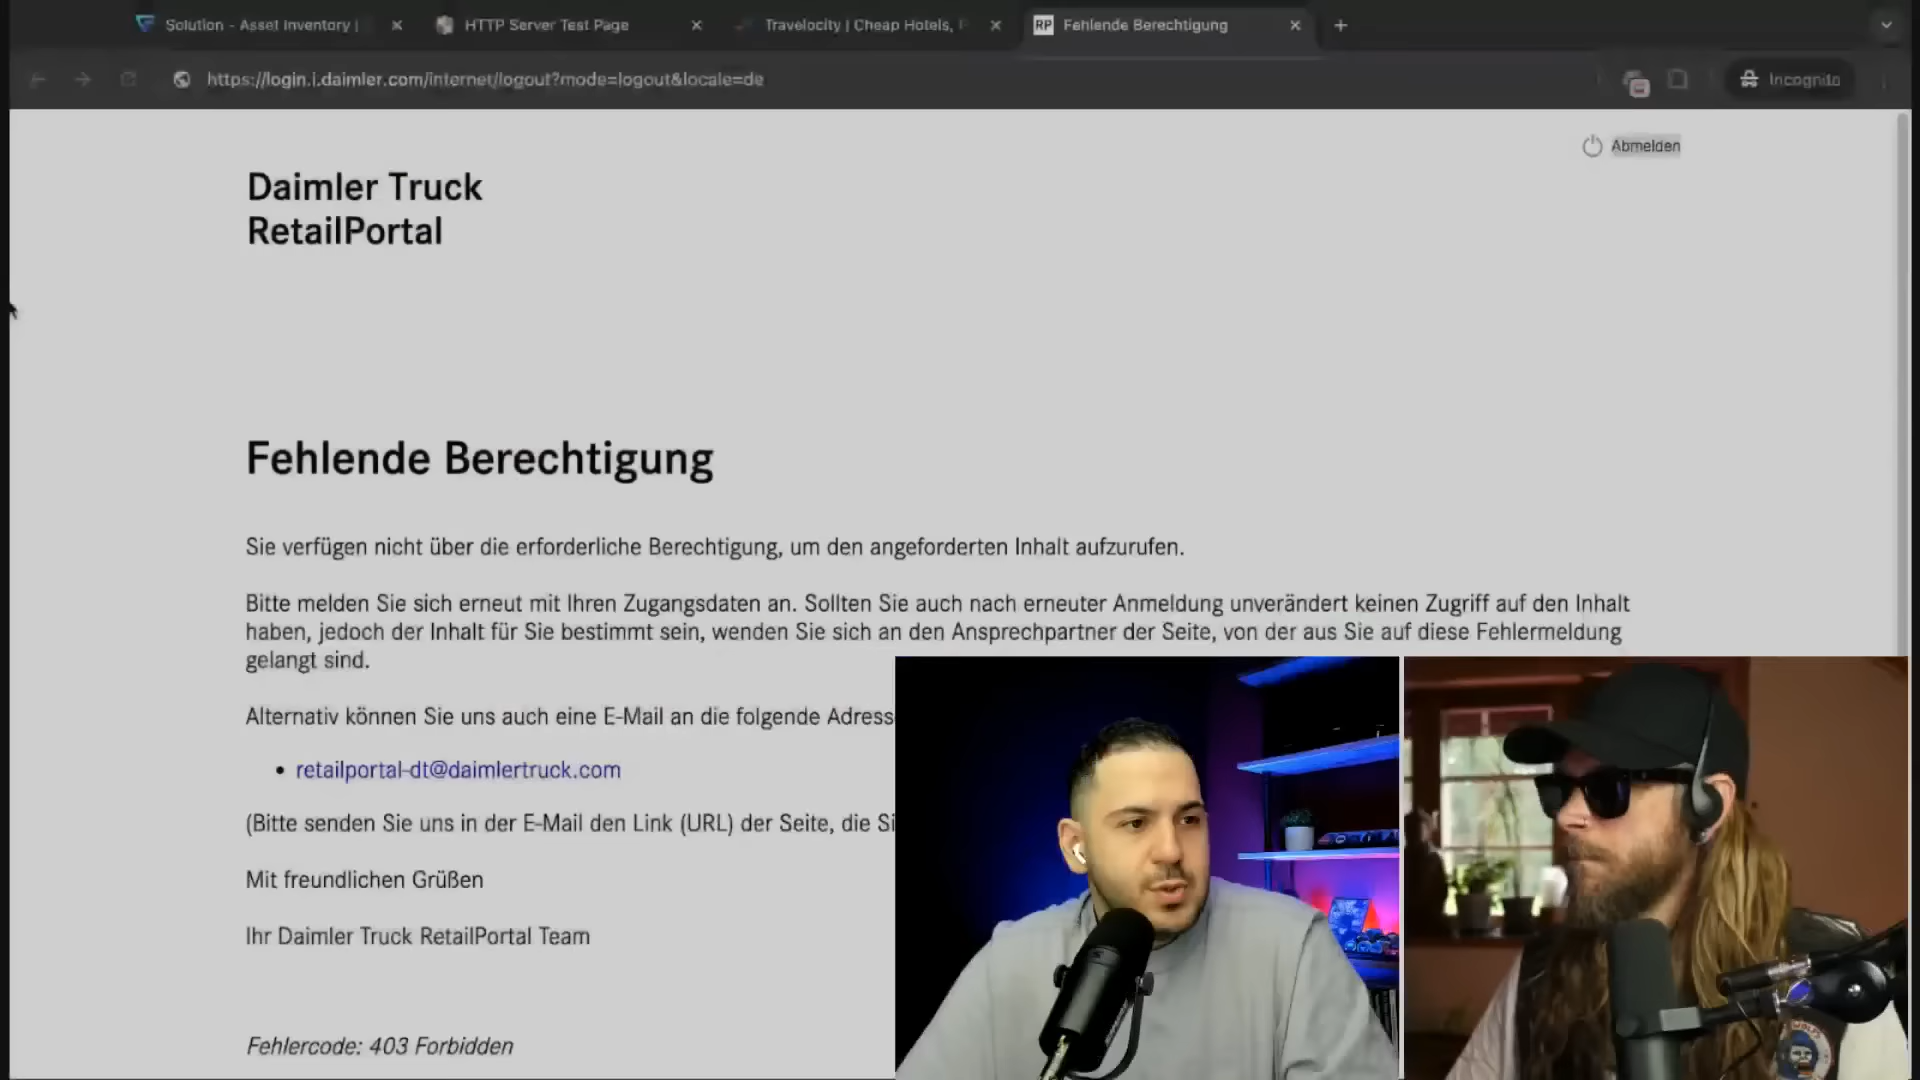 Solution - Asset Inventory |
HTTP Server Test Page
Travelocity | Cheap Hotels,
RP Fehlende Berechtigung
https://login.i.daimler.com/internet/logout?mode=logout&locale=de
Incognito
Abmelden
Daimler Truck
RetailPortal
Fehlende Berechtigung
Sie verfügen nicht über die erforderliche Berechtigung, um den angeforderten Inhalt aufzurufen.
Bitte melden Sie sich erneut mit Ihren Zugangsdaten an. Sollten Sie auch nach erneuter Anmeldung unverändert keinen Zugriff auf den Inhalt
haben, jedoch der Inhalt für Sie bestimmt sein, wenden Sie sich an den Ansprechpartner der Seite, von der aus Sie auf diese Fehlermeldung
gelangt sind.
Alternativ können Sie uns auch eine E-Mail an die folgende Adress
• retailportal-dt@daimlertruck.com
(Bitte senden Sie uns in der E-Mail den Link (URL) der Seite, die Si
Mit freundlichen Grüßen
Ihr Daimler Truck RetailPortal Team
Fehlercode: 403 Forbidden